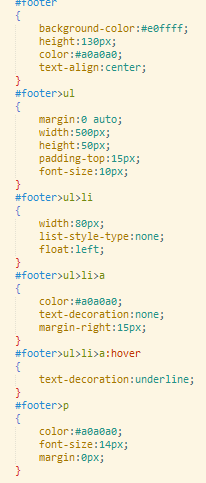 #footer
{
background-color:#e0ffff;
height:130px;
color:#a0a0a0;
text-align:center;
}
#footer>ul
{
margin:0 auto;
width:500px;
height:50px;
padding-top:15px;
font-size:10px;
}
#footer>ul>li
{
width:80px;
list-style-type:none;
float:left;
}
#footer>ul>li>a
{
color:#a0a0a0;
text-decoration:none;
margin-right:15px;
}
#footer>ul>li>a:hover
{
text-decoration:underline;
}
#footer>p
{
color:#a0a0a0;
font-size:14px;
margin:0px;
}